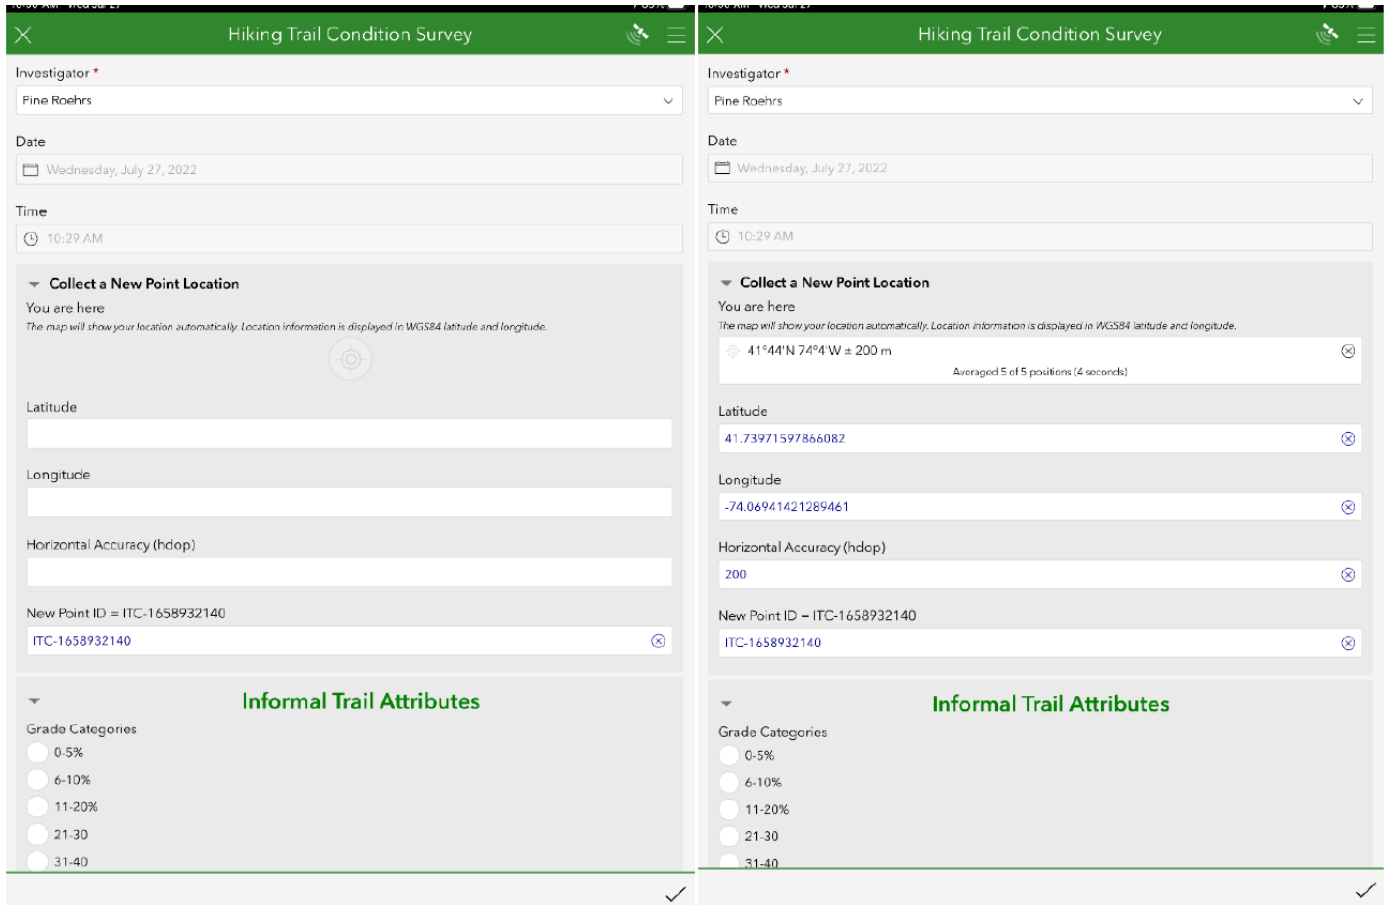 Hiking Trail Condition Survey
Investigator *
Pine Roehrs
Date
Wednesday, July 27, 2022
Time
10:29 AM
Collect a New Point Location
You are here
The map will show your location automatically. Location information is displayed in WGS84 latitude and longitude.
Latitude
Longitude
Horizontal Accuracy (hdop)
New Point ID = ITC-1658932140
ITC-1658932140
Informal Trail Attributes
Grade Categories
0-5%
6-10%
11-20%
21-30
31-40
Hiking Trail Condition Survey
Investigator *
Pine Roehrs
Date
Wednesday, July 27, 2022
Time
10:29 AM
Collect a New Point Location
You are here
The map will show your location automatically. Location information is displayed in WGS84 latitude and longitude.
41°44'N 74°4'W ± 200 m
Averaged 5 of 5 positions (4 seconds)
Latitude
41.73971597866082
Longitude
-74.06941421289461
Horizontal Accuracy (hdop)
200
New Point ID = ITC-1658932140
ITC-1658932140
Informal Trail Attributes
Grade Categories
0-5%
6-10%
11-20%
21-30
31-40